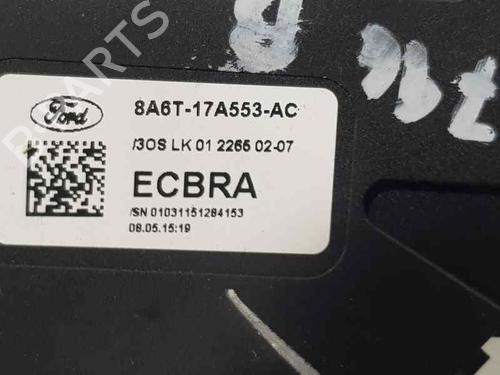 Ford
8A6T-17A553-AC
/3OS LK 01 2265 02-07
ECBRA
/SN 01031151284153
08.05.15:19